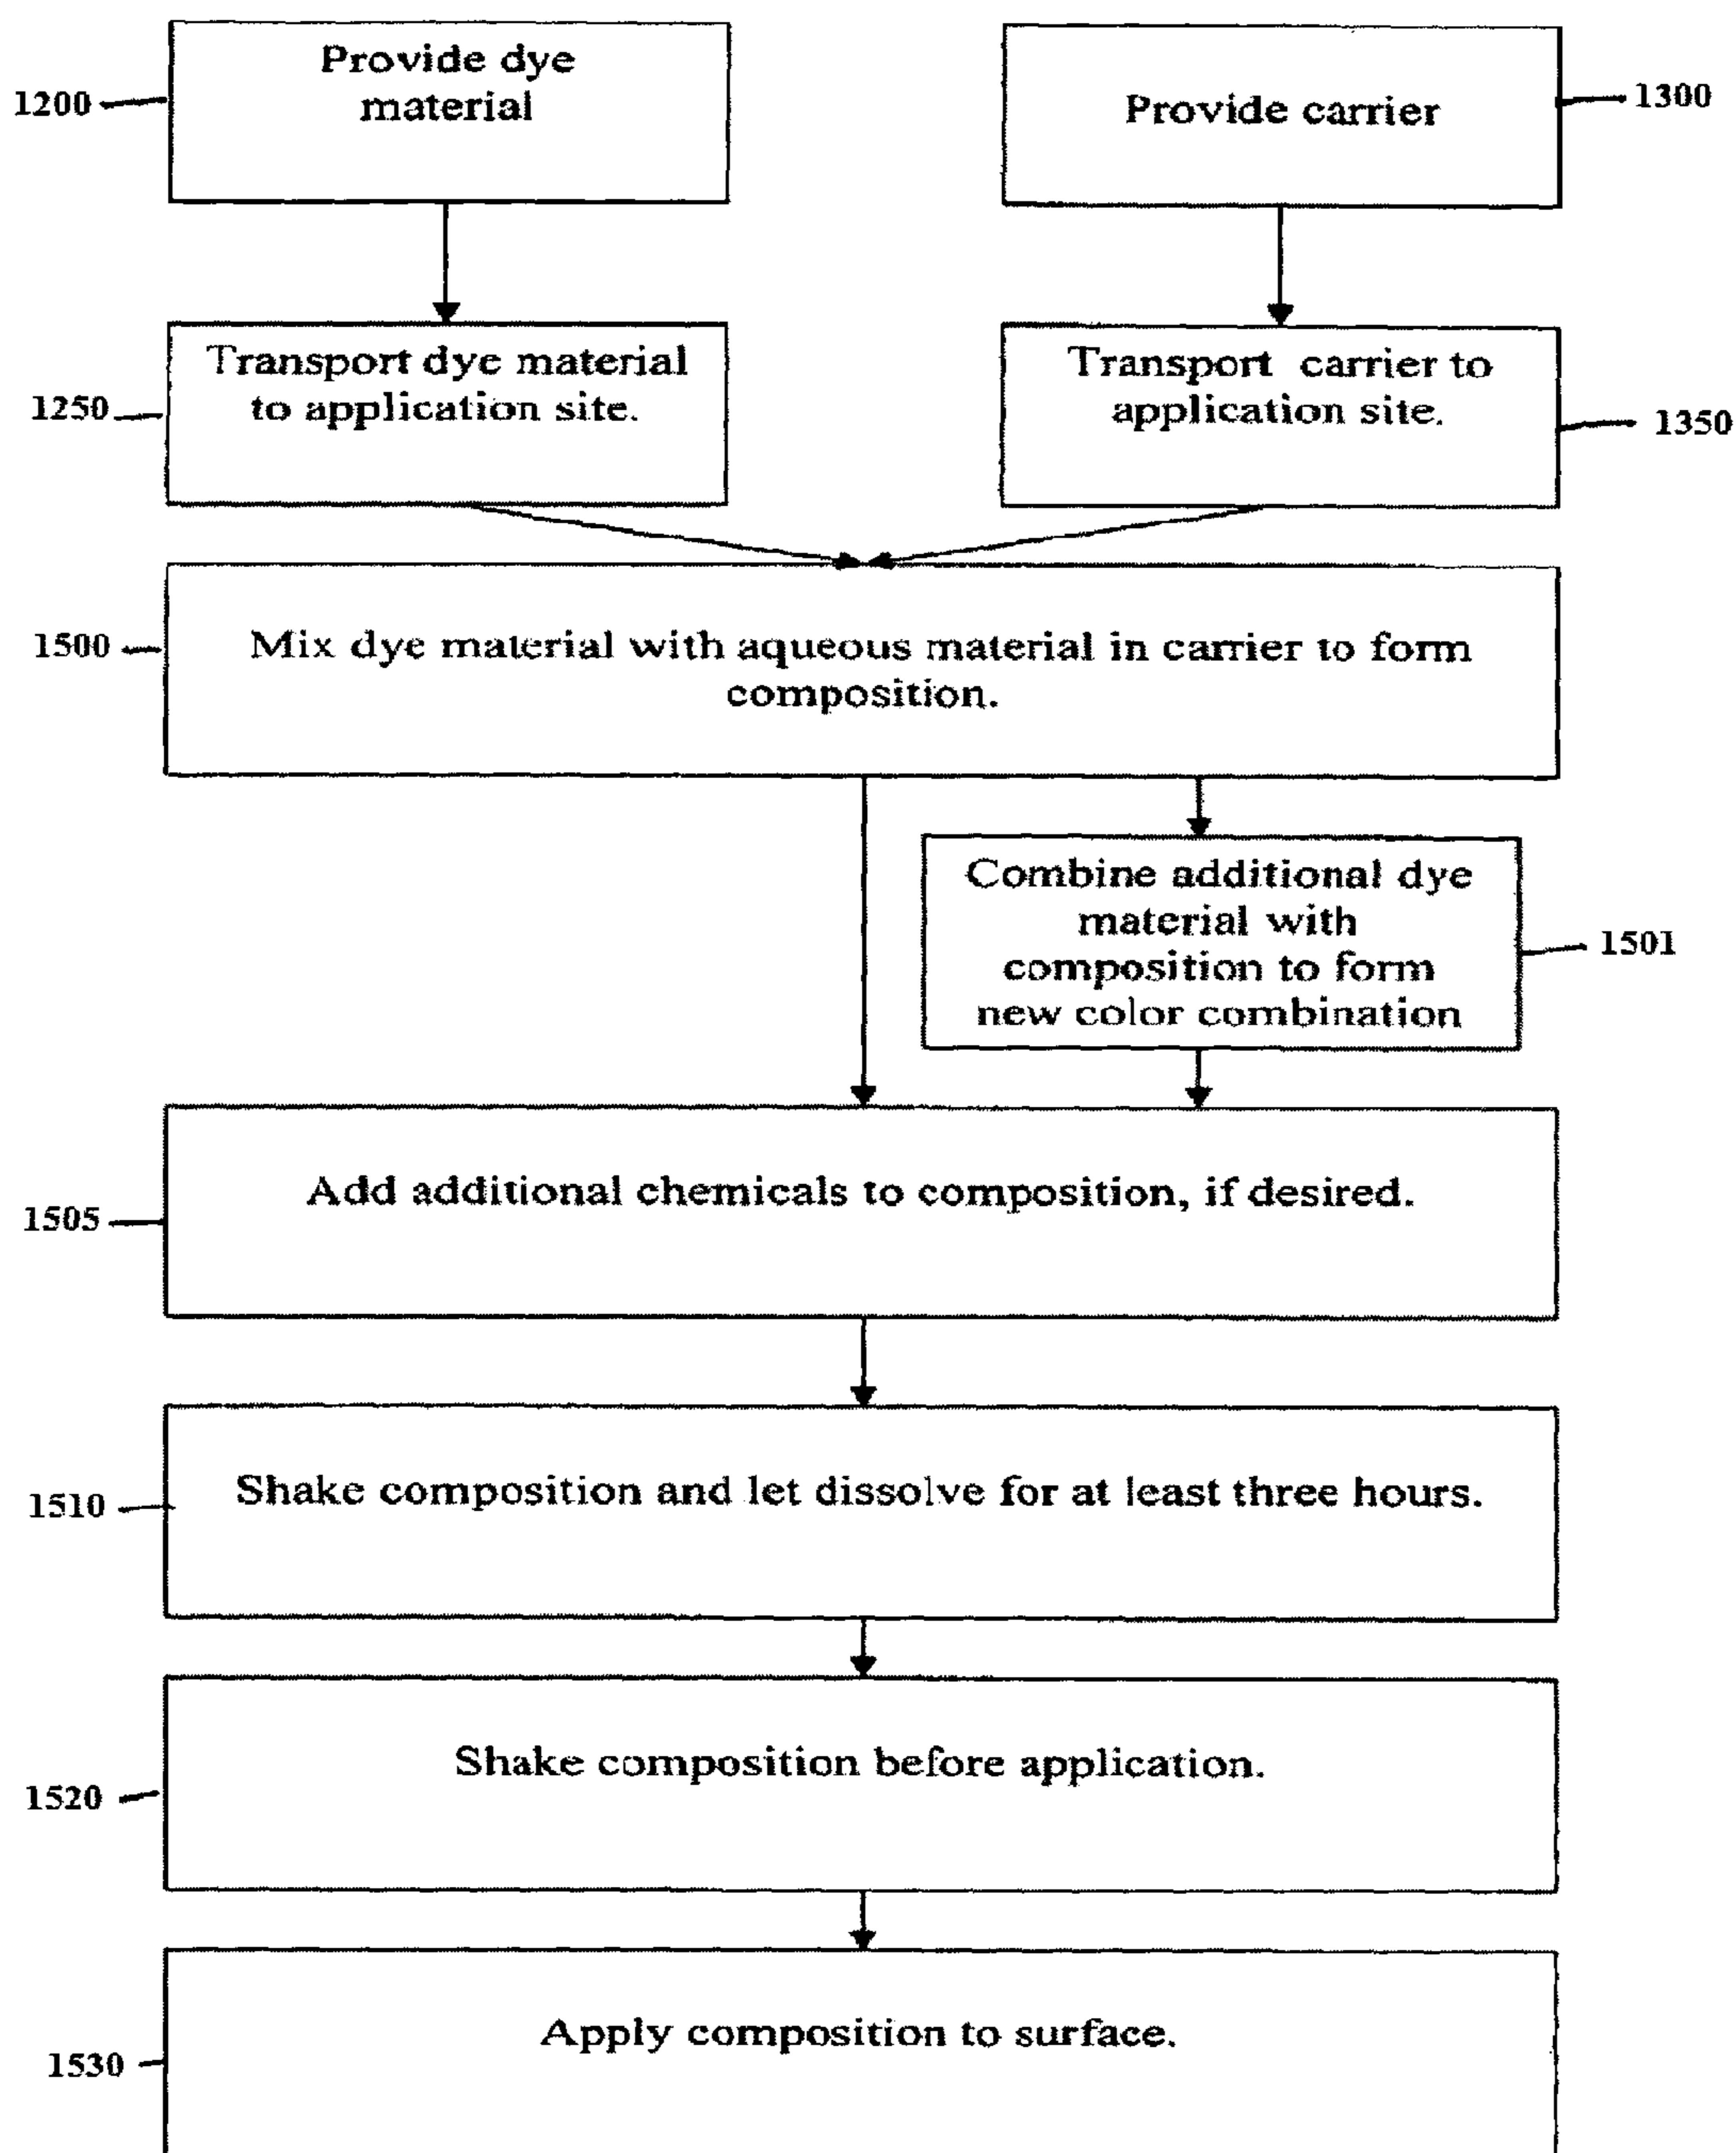 Provide dye
material
1200
Provide carrier
1300
Transport dye material
to application site.
1250
Transport carrier to
application site.
1350
1500
Mix dye material with aqueous material in carrier to form
composition.
Combine additional dye
material with
composition to form
new color combination
1501
1505
Add additional chemicals to composition, if desired.
1510
Shake composition and let dissolve for at least three hours.
1520
Shake composition before application.
1530
Apply composition to surface.